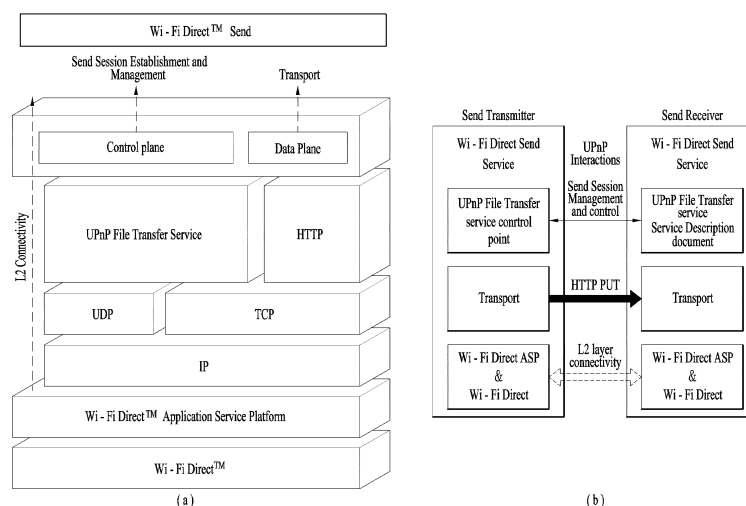 Wi - Fi Direct™ Send
Send Session Establishment and
Management
Transport
Control plane
Data Plane
L2 Connectivity
UPnP File Transfer Service
HTTP
UDP
TCP
IP
Wi - Fi Direct™ Application Service Platform
Wi - Fi Direct™
( a )
Send Transmitter
Wi - Fi Direct Send
Service
UPnP File Transfer
service conrtrol
point
Transport
Wi - Fi Direct ASP
&
Wi - Fi Direct
UPnP
Interactions
Send Session
Management
and control
HTTP PUT
L2 layer
connectivity
Send Receiver
Wi - Fi Direct Send
Service
UPnP File Transfer
service
Service Description
document
Transport
Wi - Fi Direct ASP
&
Wi - Fi Direct
( b )